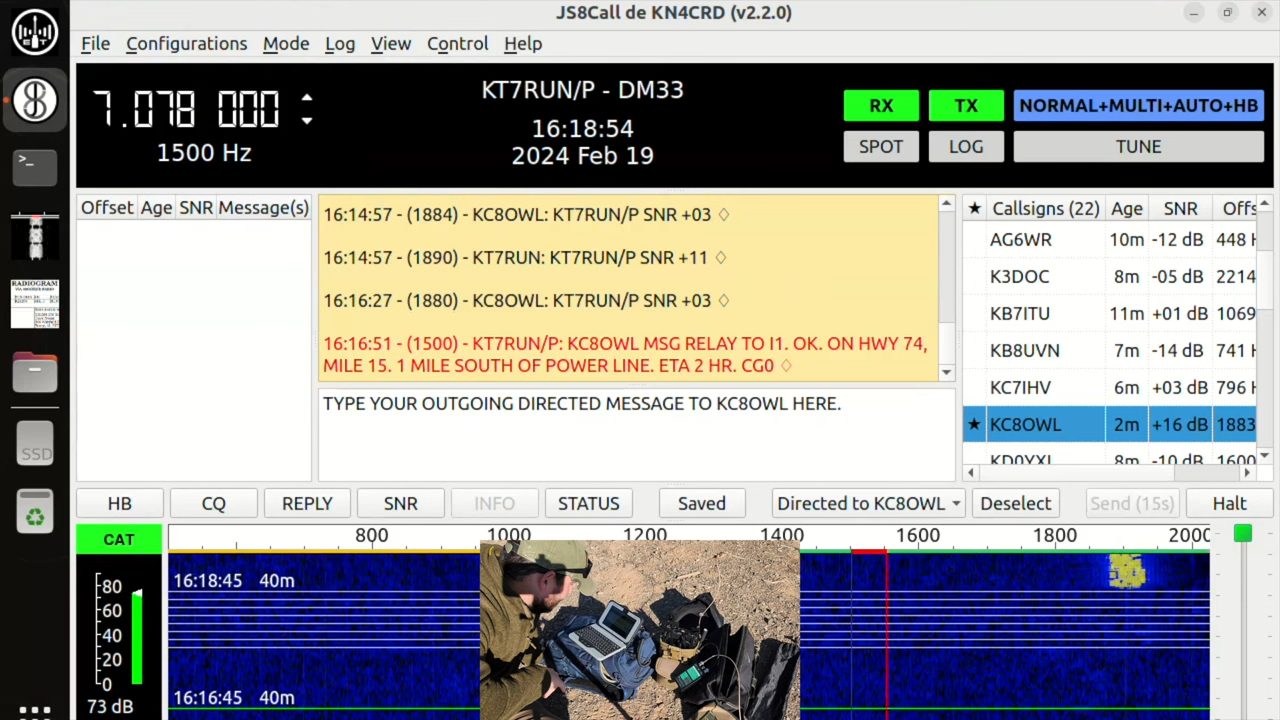 JS8Call de KN4CRD (v2.2.0)
File Configurations Mode Log View Control Help
7.078 000
1500 Hz
KT7RUN/P - DM33
16:18:54
2024 Feb 19
RX TX NORMAL+MULTI+AUTO+HB
SPOT LOG TUNE
Offset Age SNR Message(s)
16:14:57 - (1884) - KC8OWL: KT7RUN/P SNR +03 ♢
16:14:57 - (1890) - KT7RUN: KT7RUN/P SNR +11 ♢
16:16:27 - (1880) - KC8OWL: KT7RUN/P SNR +03 ♢
16:16:51 - (1500) - KT7RUN/P: KC8OWL MSG RELAY TO I1. OK. ON HWY 74,
MILE 15. 1 MILE SOUTH OF POWER LINE. ETA 2 HR. CG0 ♢
TYPE YOUR OUTGOING DIRECTED MESSAGE TO KC8OWL HERE.
★ Callsigns (22) Age SNR Offs
AG6WR 10m -12 dB 448 H
K3DOC 8m -05 dB 2214
KB7ITU 11m +01 dB 1069
KB8UVN 7m -14 dB 741 H
KC7IHV 6m +03 dB 796 H
★ KC8OWL 2m +16 dB 1883
KD0YXL 8m -10 dB 1600
HB CQ REPLY SNR INFO STATUS Saved Directed to KC8OWL Deselect Send (15s) Halt
CAT
800 1000 1200 1400 1600 1800 2000
16:18:45 40m
16:16:45 40m
80
60
40
20
0
73 dB
RADIOGRAM
SSD